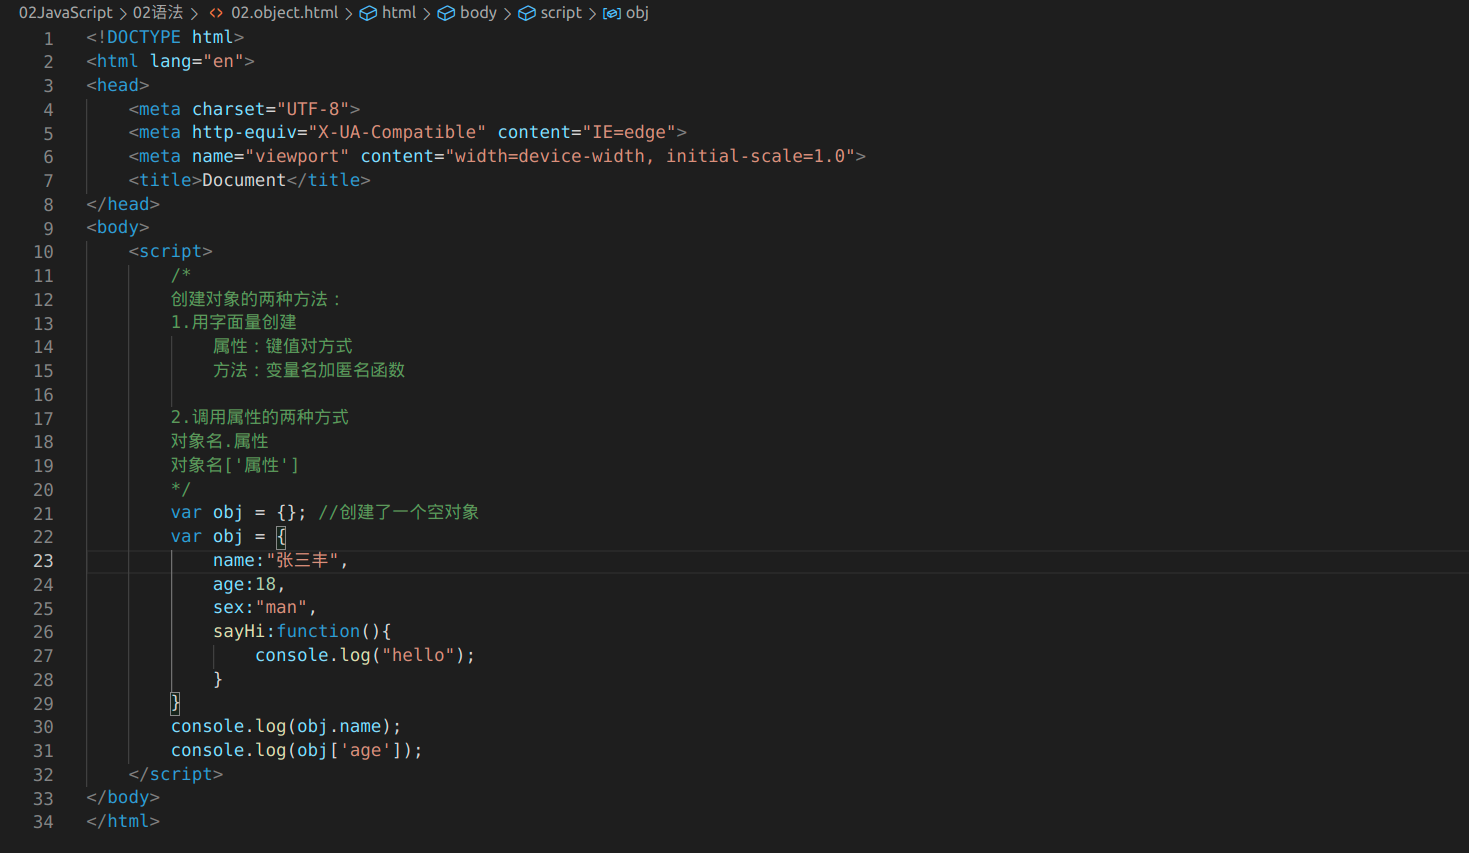 02JavaScript > 02语法 > <> 02.object.html > html > body > script > obj
1 <!DOCTYPE html>
2 <html lang="en">
3 <head>
4     <meta charset="UTF-8">
5     <meta http-equiv="X-UA-Compatible" content="IE=edge">
6     <meta name="viewport" content="width=device-width, initial-scale=1.0">
7     <title>Document</title>
8 </head>
9 <body>
10     <script>
11         /*
12         创建对象的两种方法：
13         1.用字面量创建
14             属性：键值对方式
15             方法：变量名加匿名函数
16
17         2.调用属性的两种方式
18         对象名.属性
19         对象名['属性']
20         */
21         var obj = {}; //创建了一个空对象
22         var obj = {
23             name:"张三丰",
24             age:18,
25             sex:"man",
26             sayHi:function(){
27                 console.log("hello");
28             }
29         }
30         console.log(obj.name);
31         console.log(obj['age']);
32     </script>
33 </body>
34 </html>